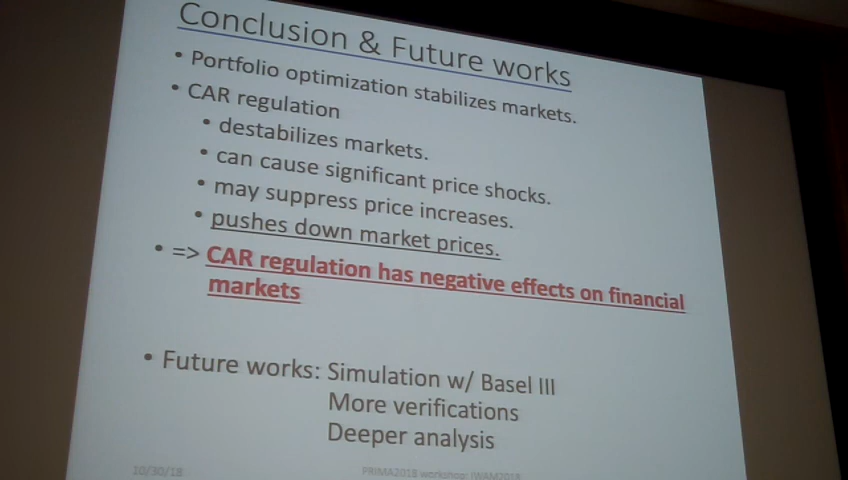 Conclusion & Future works
• Portfolio optimization stabilizes markets.
• CAR regulation
• destabilizes markets.
• can cause significant price shocks.
• may suppress price increases.
• pushes down market prices.
• => CAR regulation has negative effects on financial
markets
• Future works: Simulation w/ Basel III
More verifications
Deeper analysis
10/30/18
PRIMA2018 workshop: IWAM2018